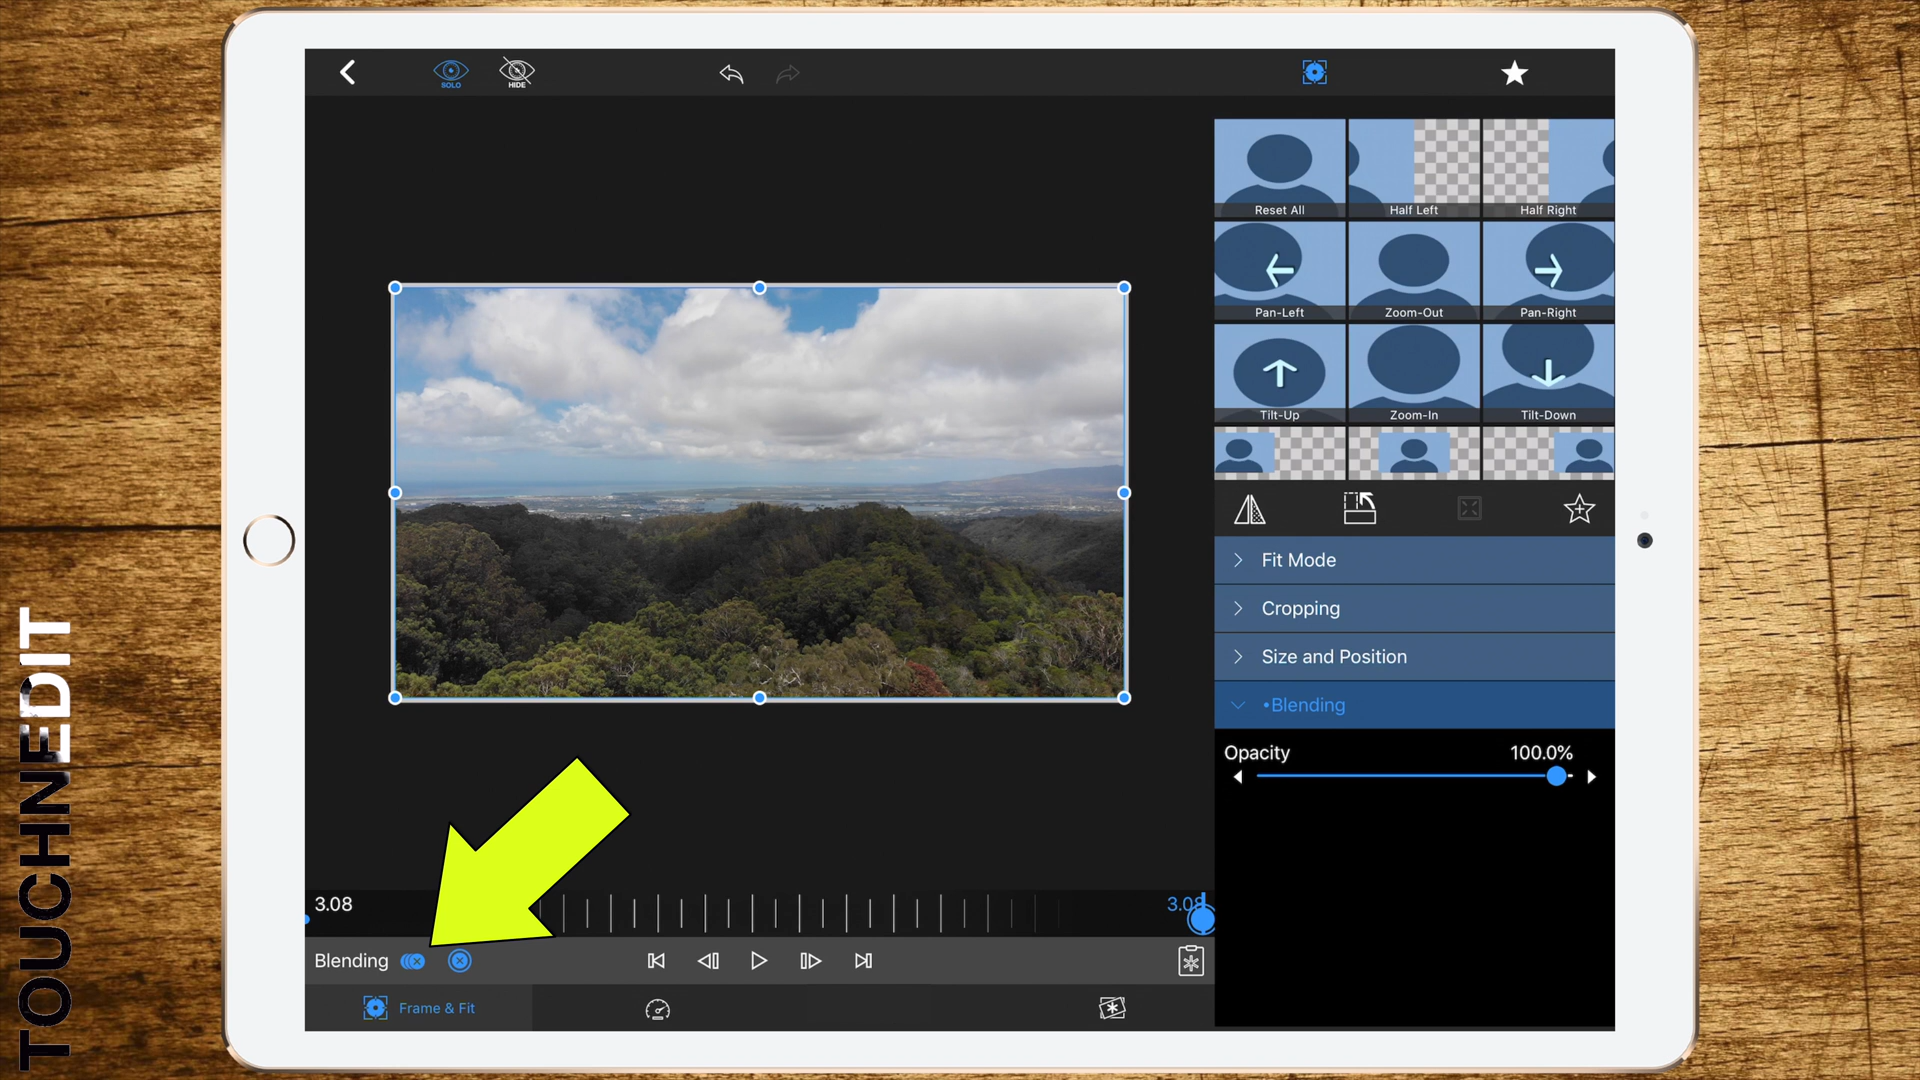 SOLO
HIDE
Reset All
Half Left
Half Right
Pan-Left
Zoom-Out
Pan-Right
Tilt-Up
Zoom-In
Tilt-Down
Fit Mode
Cropping
Size and Position
•Blending
Opacity
100.0%
3.08
3.08
Blending
Frame & Fit
TOUCHNEDIT